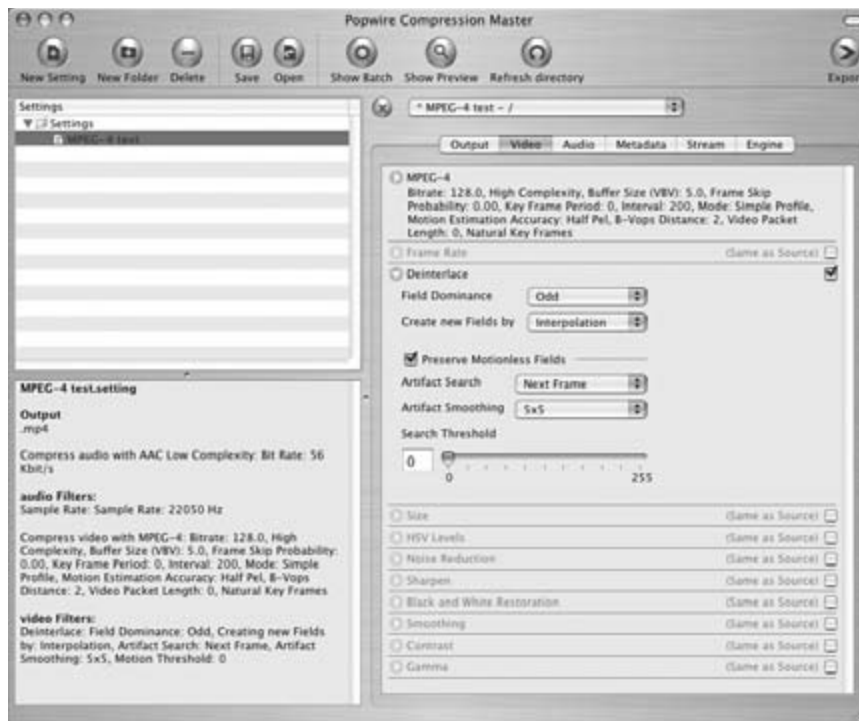 Popwire Compression Master
New Setting New Folder Delete Save Open Show Batch Show Preview Refresh directory Expor
Settings
Settings
MPEG-4 test
* MPEG-4 test - /
Output Video Audio Metadata Stream Engine
MPEG-4
Bitrate: 128.0, High Complexity, Buffer Size (VBV): 5.0, Frame Skip
Probability: 0.00, Key Frame Period: 0, Interval: 200, Mode: Simple Profile,
Motion Estimation Accuracy: Half Pel, B-Vops Distance: 2, Video Packet
Length: 0, Natural Key Frames
Frame Rate (Same as Source)
Deinterlace
Field Dominance Odd
Create new Fields by Interpolation
Preserve Motionless Fields
Artifact Search Next Frame
Artifact Smoothing 5x5
Search Threshold
0
0 255
Size (Same as Source)
HSV Levels (Same as Source)
Noise Reduction (Same as Source)
Sharpen (Same as Source)
Black and White Restoration (Same as Source)
Smoothing (Same as Source)
Contrast (Same as Source)
Gamma (Same as Source)
MPEG-4 test.setting
Output
.mp4
Compress audio with AAC Low Complexity: Bit Rate: 56
Kbit/s
audio Filters:
Sample Rate: Sample Rate: 22050 Hz
Compress video with MPEG-4: Bitrate: 128.0, High
Complexity, Buffer Size (VBV): 5.0, Frame Skip Probability:
0.00, Key Frame Period: 0, Interval: 200, Mode: Simple
Profile, Motion Estimation Accuracy: Half Pel, B-Vops
Distance: 2, Video Packet Length: 0, Natural Key Frames
video Filters:
Deinterlace: Field Dominance: Odd, Creating new Fields
by: Interpolation, Artifact Search: Next Frame, Artifact
Smoothing: 5x5, Motion Threshold: 0